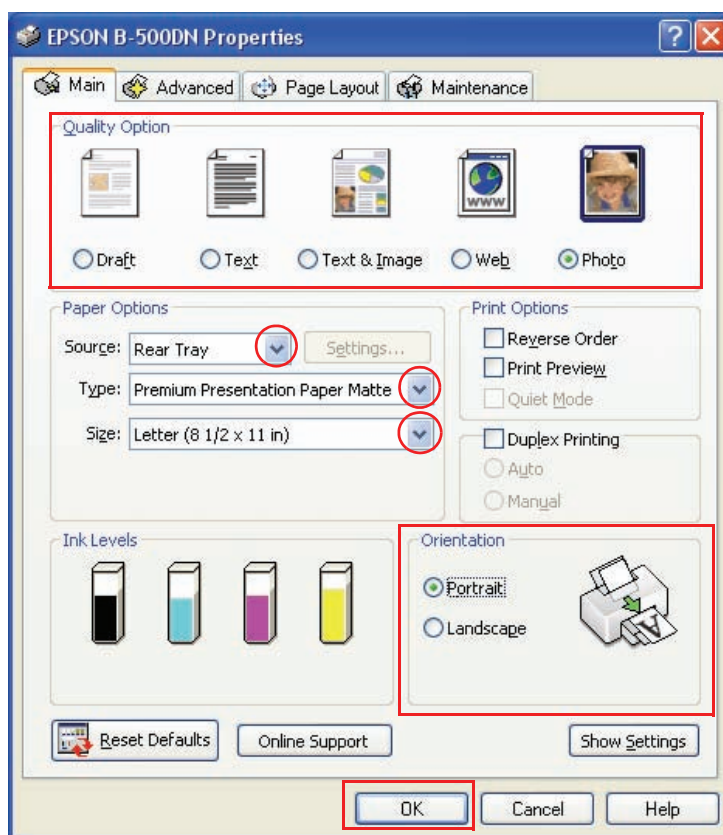 EPSON B-500DN Properties
Main Advanced Page Layout Maintenance
Quality Option
WWW
Draft Text Text & Image Web Photo
Paper Options
Source: Rear Tray Settings...
Type: Premium Presentation Paper Matte
Size: Letter (8 1/2 x 11 in)
Print Options
Reverse Order
Print Preview
Quiet Mode
Duplex Printing
Auto
Manual
Ink Levels
Orientation
Portrait
Landscape
A
Reset Defaults Online Support Show Settings
OK Cancel Help